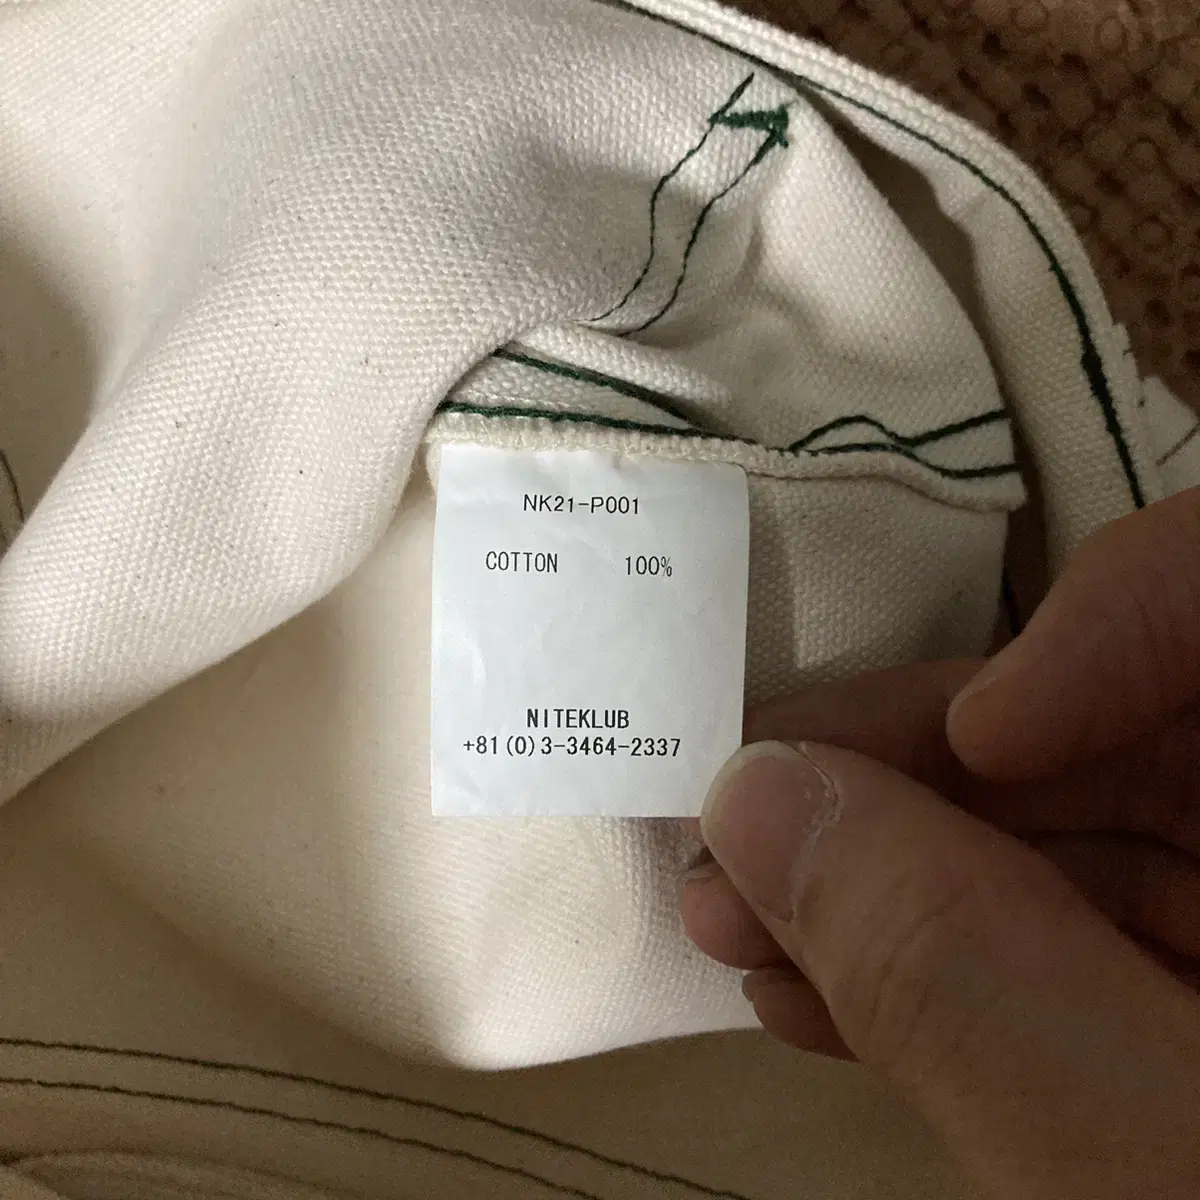 NK21-P001
COTTON 100%
NITEKLUB
+81(0)3-3464-2337